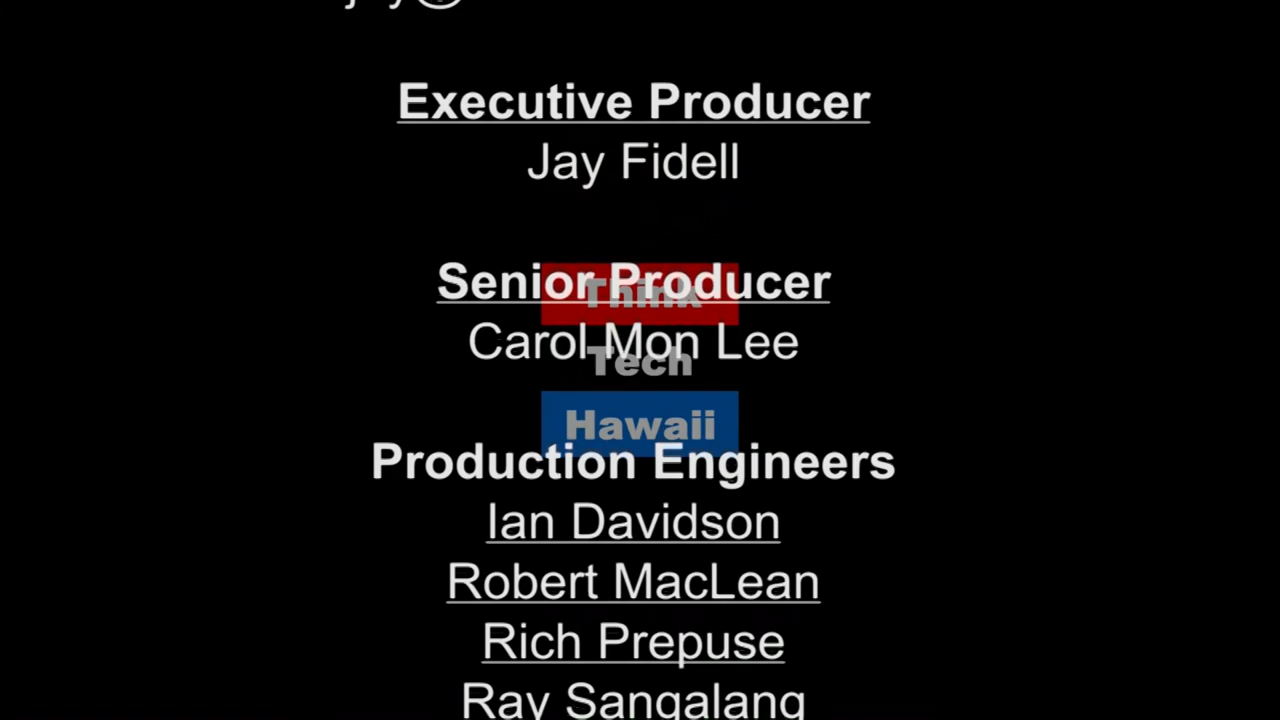 Executive Producer
Jay Fidell
Senior Producer
Think
Carol Mon Lee
Tech
Hawaii
Production Engineers
Ian Davidson
Robert MacLean
Rich Prepuse
Ray Sangalang